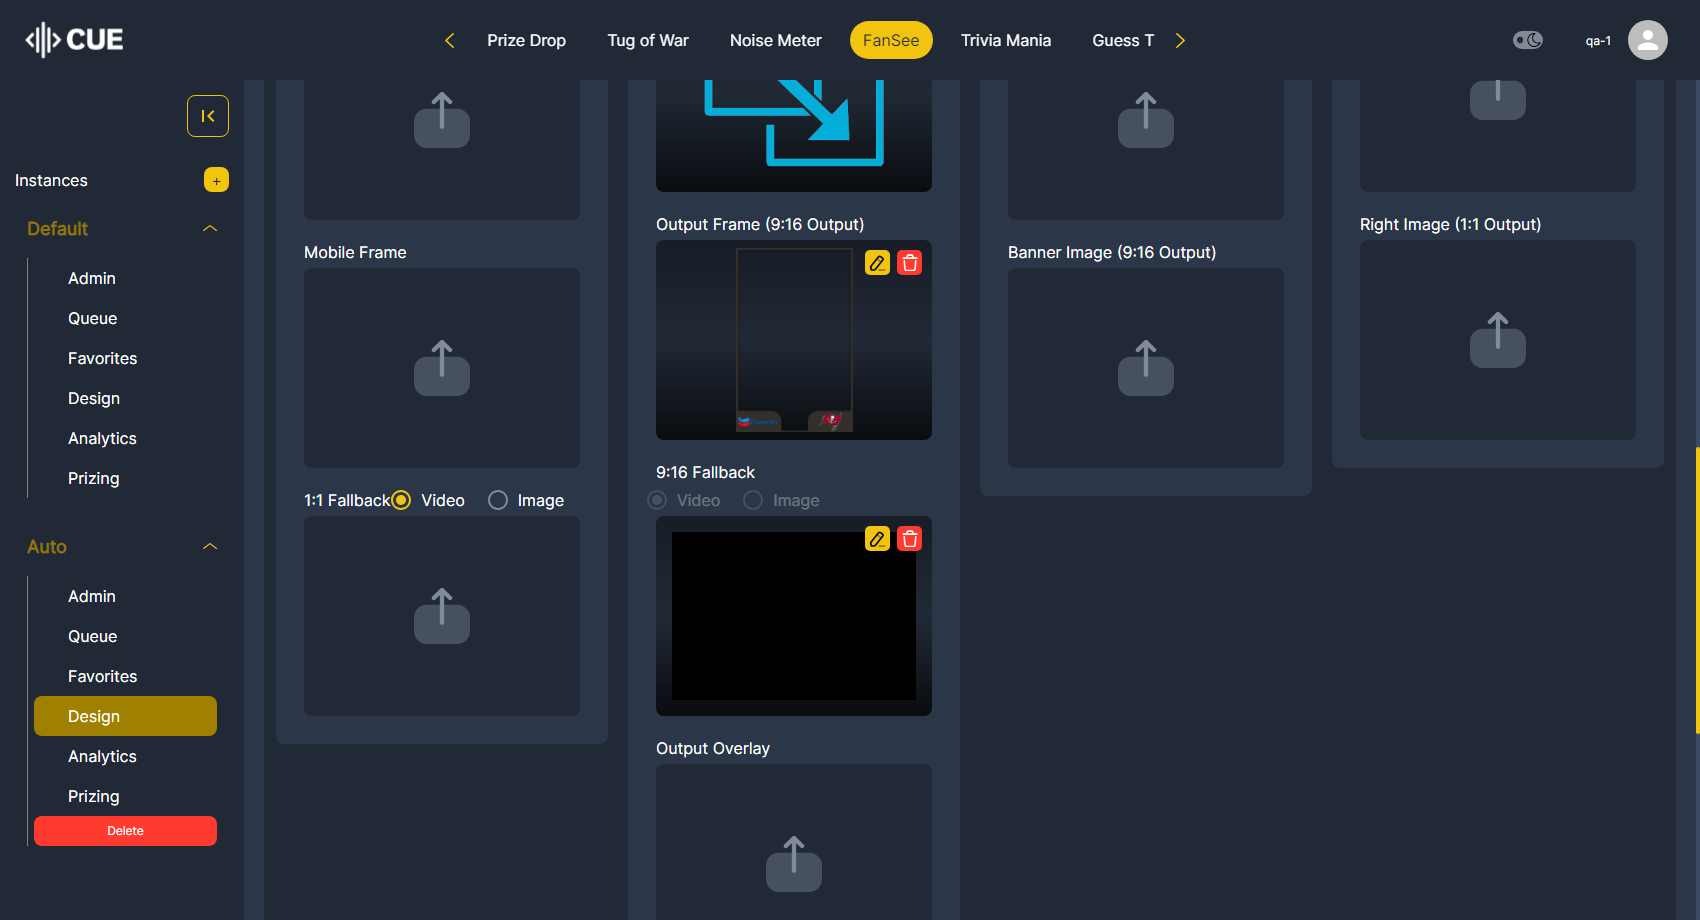 CUE
Prize Drop
Tug of War
Noise Meter
FanSee
Trivia Mania
Guess T
qa-1
Instances
+
Default
Admin
Queue
Favorites
Design
Analytics
Prizing
Auto
Admin
Queue
Favorites
Design
Analytics
Prizing
Delete
Mobile Frame
1:1 Fallback Video Image
Output Frame (9:16 Output)
9:16 Fallback
Video Image
Output Overlay
Banner Image (9:16 Output)
Right Image (1:1 Output)